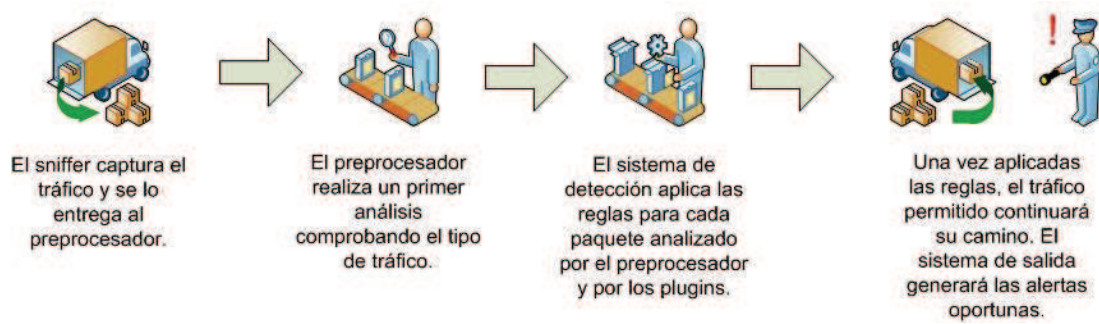 El sniffer captura el
tráfico y se lo
entrega al
preprocesador.
El preprocesador
realiza un primer
análisis
comprobando el tipo
de tráfico.
El sistema de
detección aplica las
reglas para cada
paquete analizado
por el preprocesador
y por los plugins.
!
Una vez aplicadas
las reglas, el tráfico
permitido continuará
su camino. El
sistema de salida
generará las alertas
oportunas.